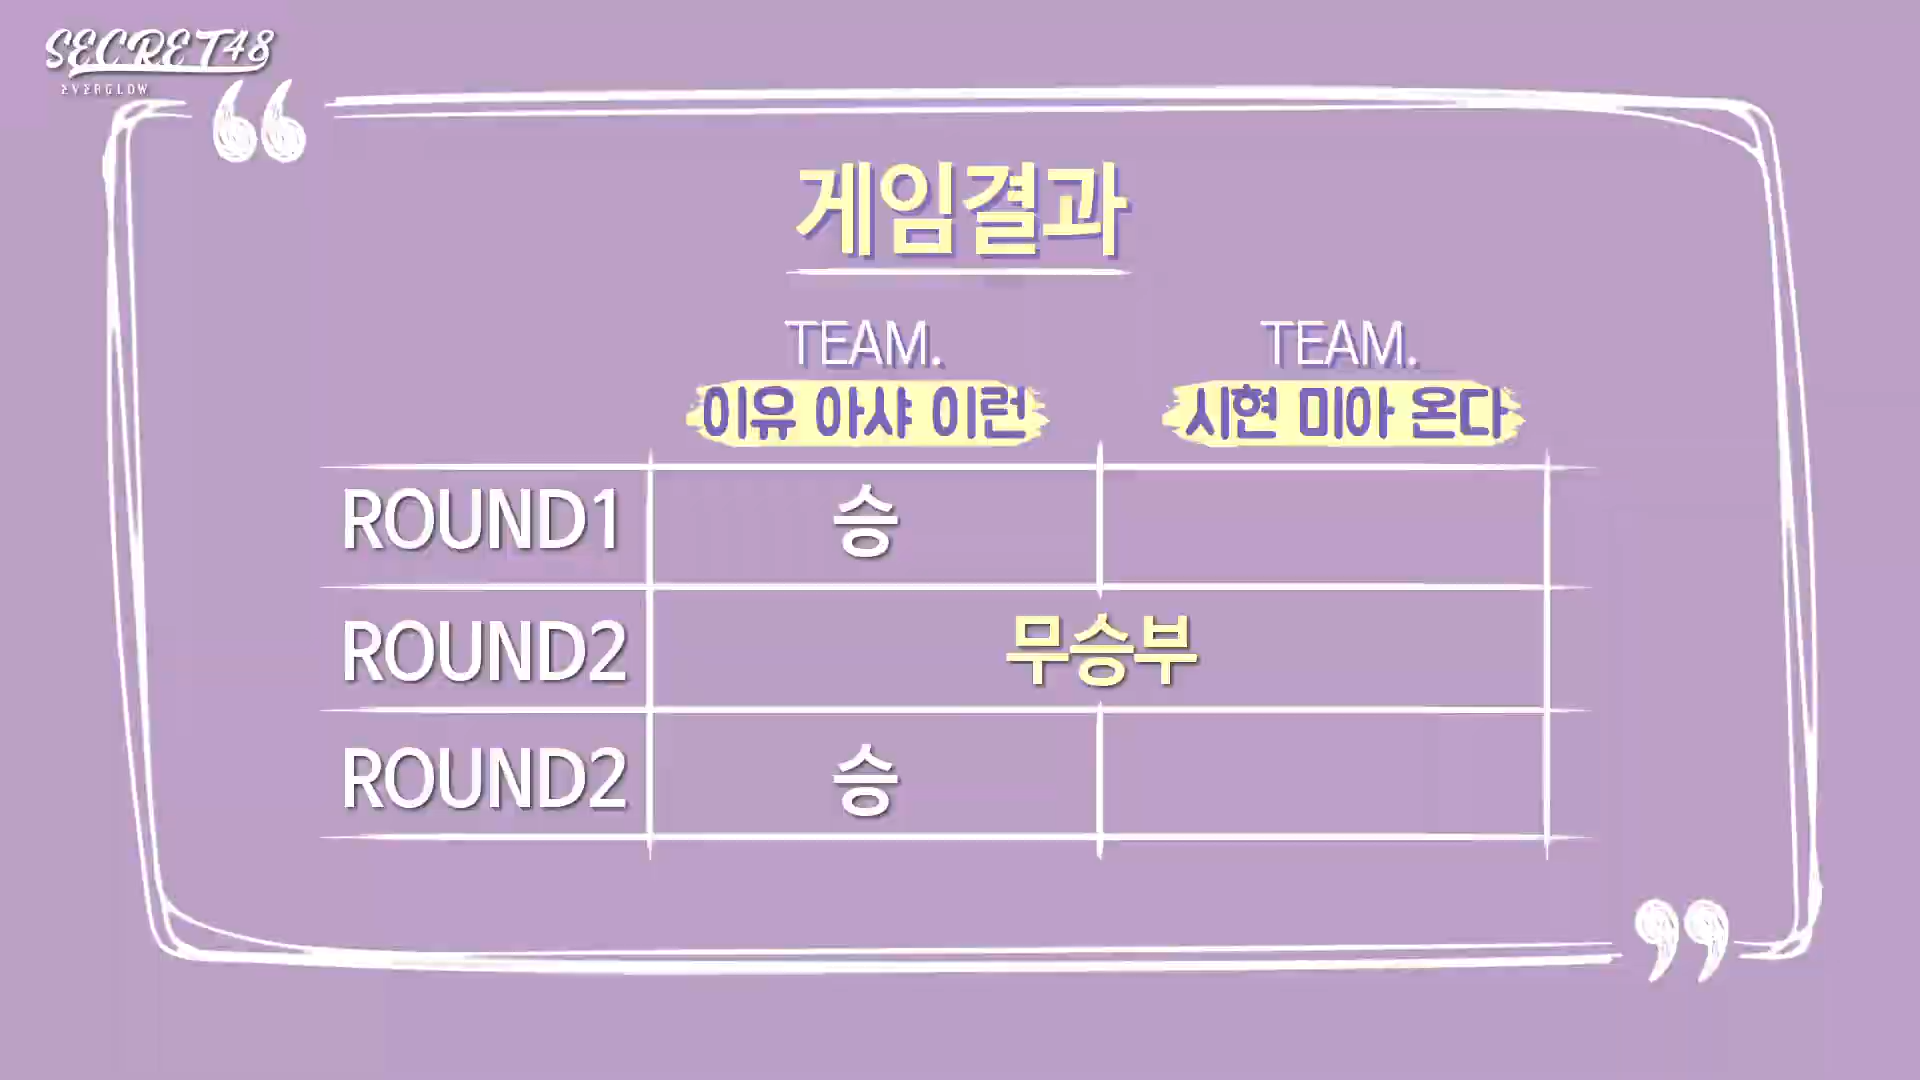 SECRET48
EVERGLOW
게임결과
TEAM. TEAM.
이유 아샤 이런 시현 미아 온다
ROUND1 승
ROUND2 무승부
ROUND2 승